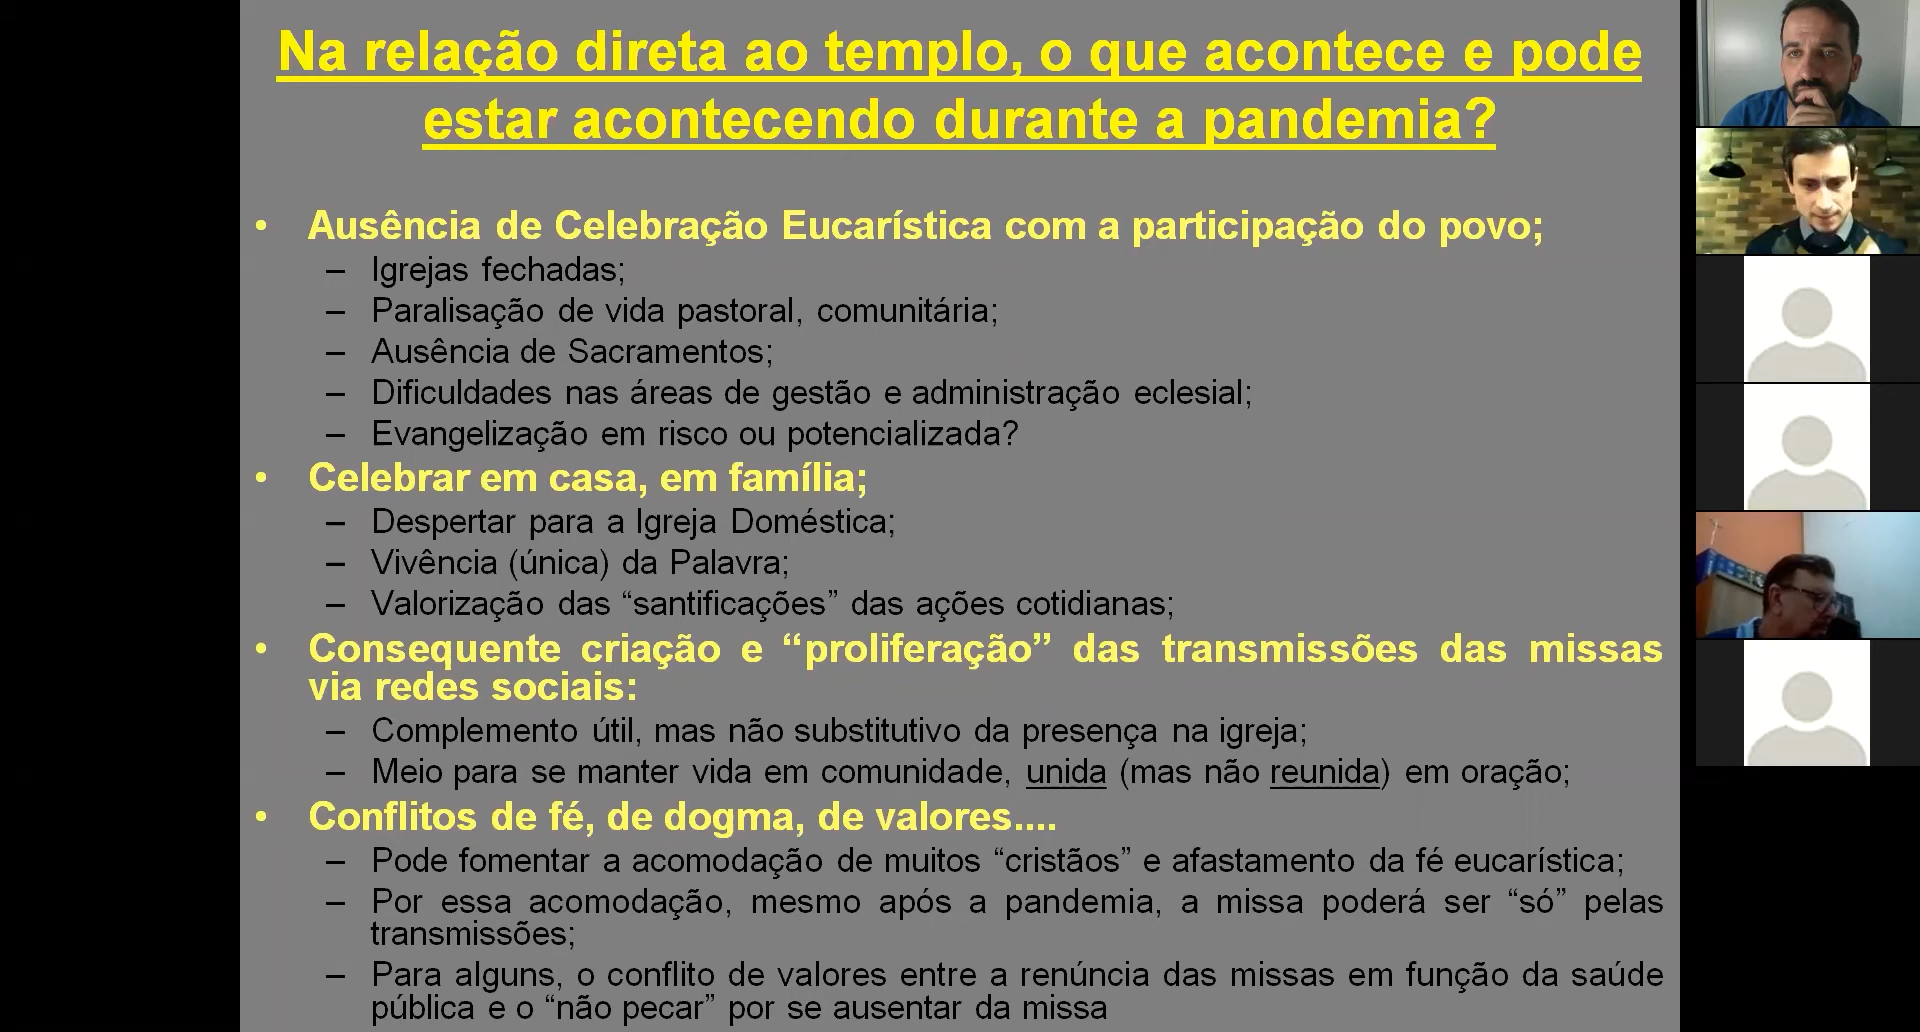 Na relação direta ao templo, o que acontece e pode
estar acontecendo durante a pandemia?
• Ausência de Celebração Eucarística com a participação do povo;
– Igrejas fechadas;
– Paralisação de vida pastoral, comunitária;
– Ausência de Sacramentos;
– Dificuldades nas áreas de gestão e administração eclesial;
– Evangelização em risco ou potencializada?
• Celebrar em casa, em família;
– Despertar para a Igreja Doméstica;
– Vivência (única) da Palavra;
– Valorização das “santificações” das ações cotidianas;
• Consequente criação e “proliferação” das transmissões das missas
via redes sociais:
– Complemento útil, mas não substitutivo da presença na igreja;
– Meio para se manter vida em comunidade, unida (mas não reunida) em oração;
• Conflitos de fé, de dogma, de valores....
– Pode fomentar a acomodação de muitos “cristãos” e afastamento da fé eucarística;
– Por essa acomodação, mesmo após a pandemia, a missa poderá ser “só” pelas
transmissões;
– Para alguns, o conflito de valores entre a renúncia das missas em função da saúde
pública e o “não pecar” por se ausentar da missa